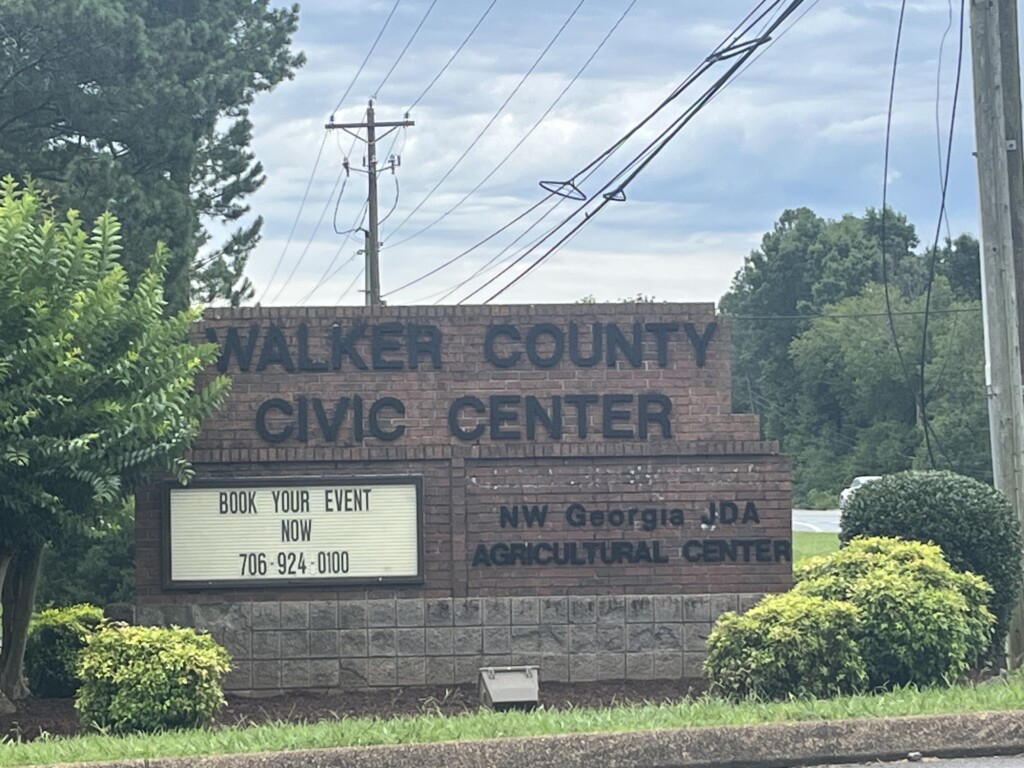 WALKER COUNTY
CIVIC CENTER
BOOK YOUR EVENT
NOW
706-924-0100
NW Georgia JDA
AGRICULTURAL CENTER